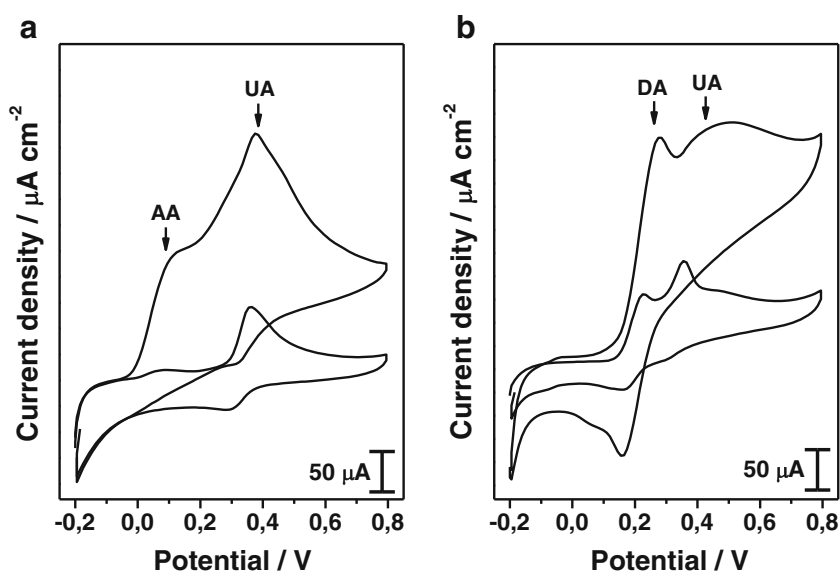 a
Current density / μA cm-2
AA
UA
50 μA
-0,2 0,0 0,2 0,4 0,6 0,8
Potential / V
b
Current density / μA cm-2
DA
UA
50 μA
-0,2 0,0 0,2 0,4 0,6 0,8
Potential / V